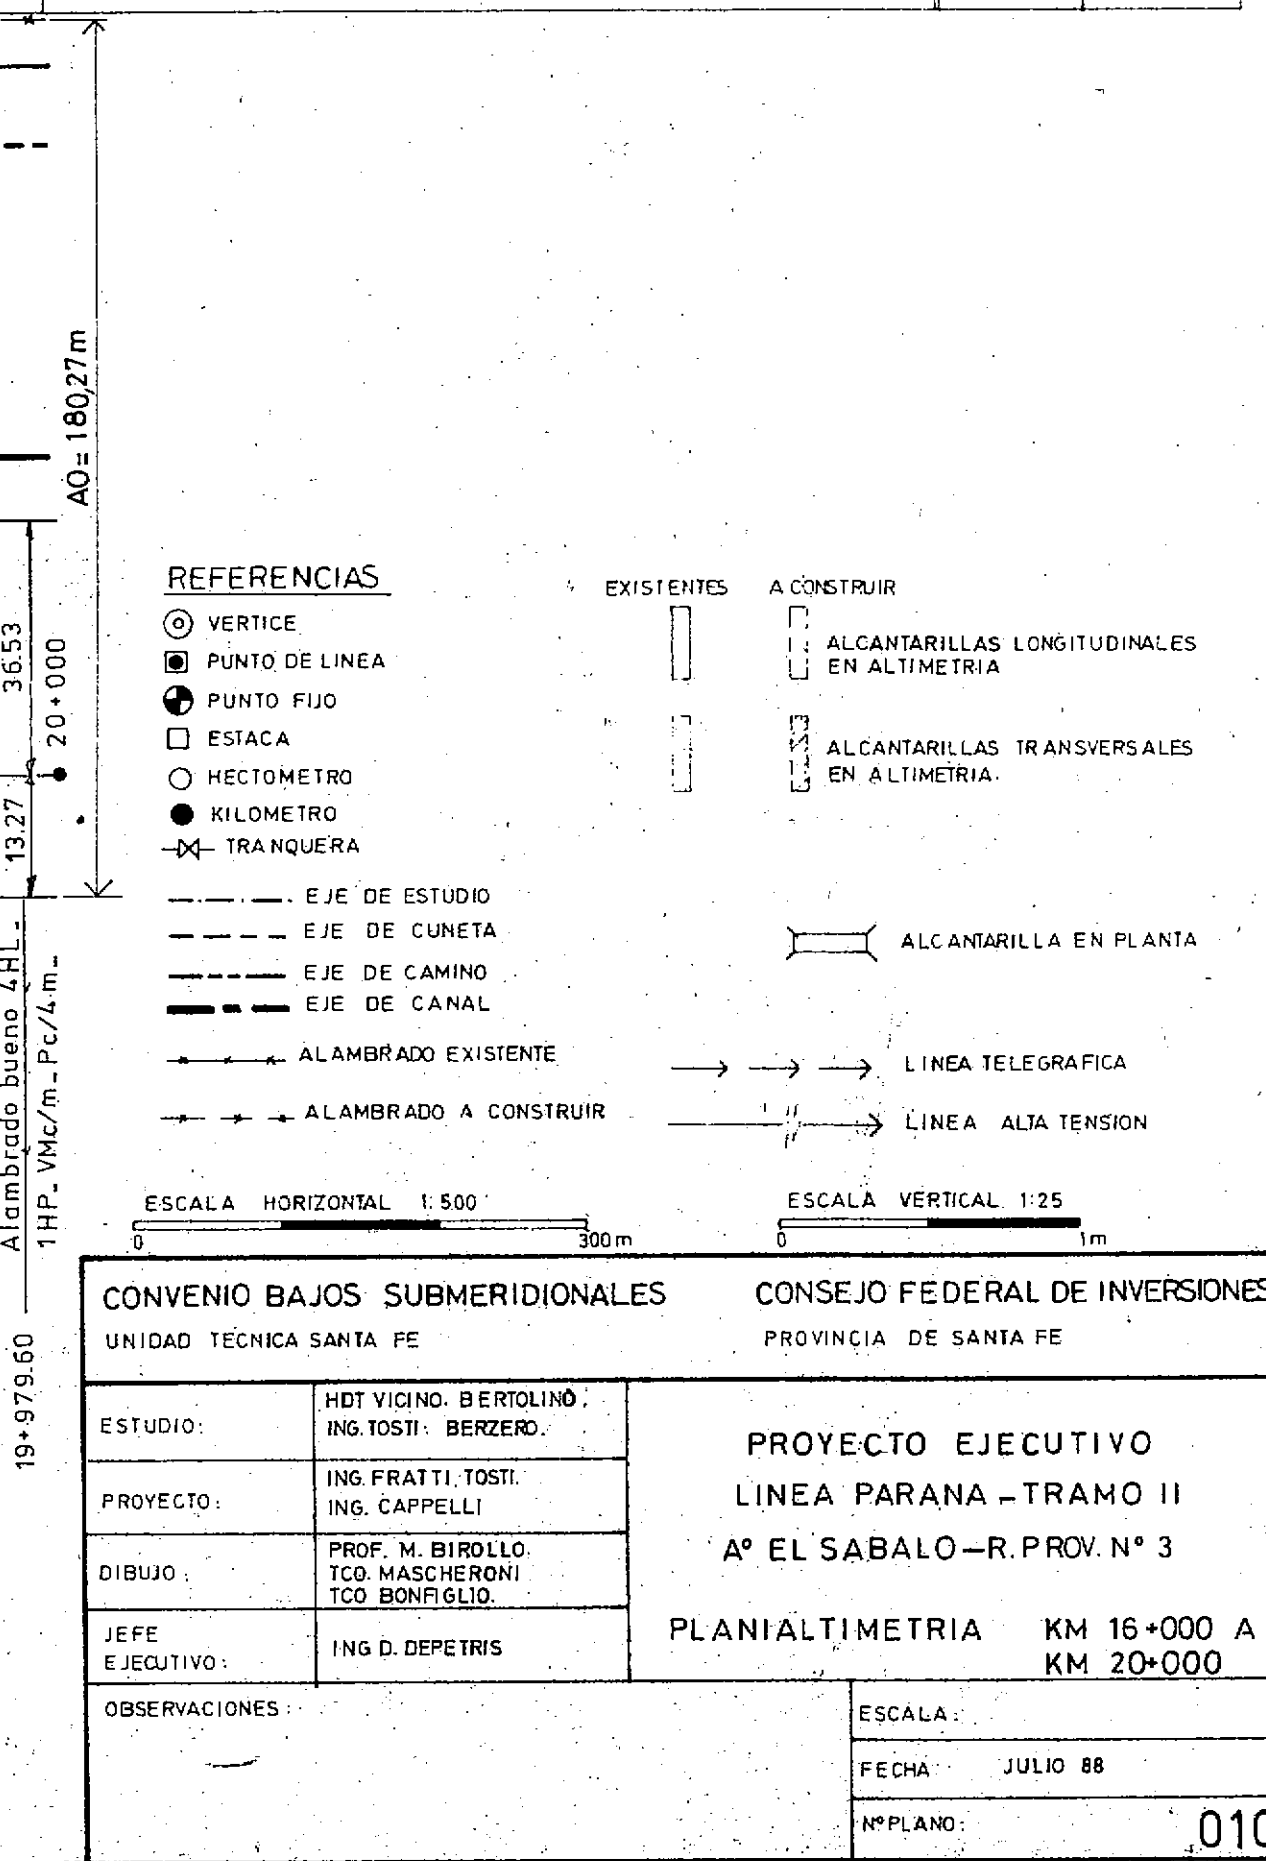 AO= 180,27m
36.53
20+000
13.27
Alambrado bueno 4HL-
1HP- VMc/m-Pc/4m-
19+979.60
REFERENCIAS
VERTICE
PUNTO DE LINEA
PUNTO FIJO
ESTACA
HECTOMETRO
KILOMETRO
TRANQUERA
EJE DE ESTUDIO
EJE DE CUNETA
EJE DE CAMINO
EJE DE CANAL
ALAMBRADO EXISTENTE
ALAMBRADO A CONSTRUIR
EXISTENTES A CONSTRUIR
ALCANTARILLAS LONGITUDINALES
EN ALTIMETRIA
ALCANTARILLAS TRANSVERSALES
EN ALTIMETRIA.
ALCANTARILLA EN PLANTA
LINEA TELEGRAFICA
LINEA ALTA TENSION
ESCALA HORIZONTAL 1:500
0 300m
ESCALA VERTICAL 1:25
0 1m
CONVENIO BAJOS SUBMERIDIONALES
UNIDAD TECNICA SANTA FE
CONSEJO FEDERAL DE INVERSIONES
PROVINCIA DE SANTA FE
ESTUDIO:
HDT VICINO. BERTOLINO.
ING. TOSTI. BERZERO.
PROYECTO:
ING. FRATTI. TOSTI.
ING. CAPPELLI
DIBUJO:
PROF. M. BIROLLO.
TCO. MASCHERONI
TCO BONFIGLIO.
JEFE
EJECUTIVO:
ING D. DEPETRIS
PROYECTO EJECUTIVO
LINEA PARANA - TRAMO II
Aº EL SABALO - R. PROV. Nº 3
PLANIALTIMETRIA KM 16+000 A
KM 20+000
OBSERVACIONES:
ESCALA:
FECHA: JULIO 88
Nº PLANO: 010